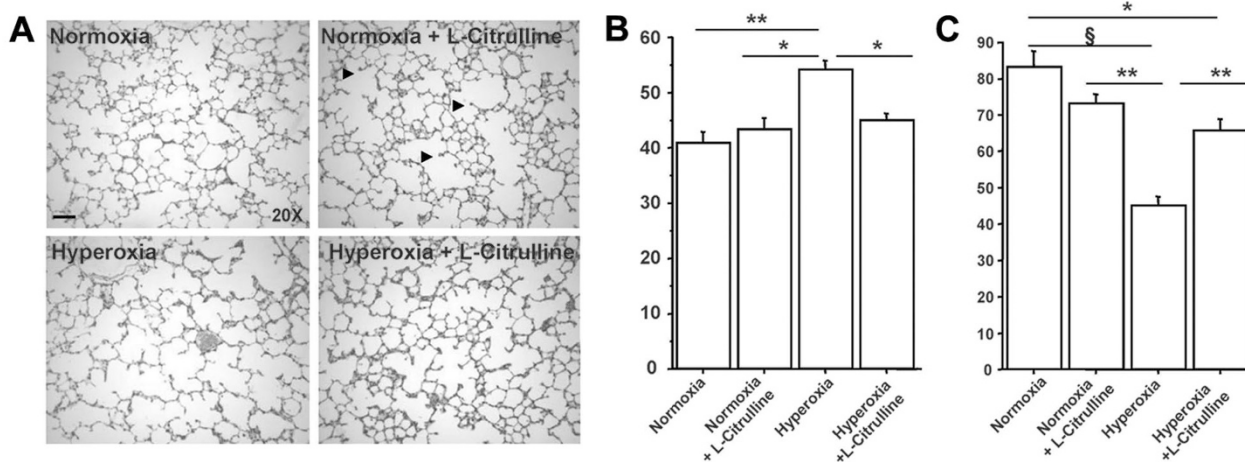 A
Normoxia
Normoxia + L-Citrulline
20X
Hyperoxia
Hyperoxia + L-Citrulline
B
**
*
*
60
50
40
30
20
10
0
Normoxia
Normoxia
+ L-Citrulline
Hyperoxia
Hyperoxia
+L-Citrulline
C
*
§
**
**
90
80
70
60
50
40
30
20
10
0
Normoxia
Normoxia
+ L-Citrulline
Hyperoxia
Hyperoxia
+L-Citrulline